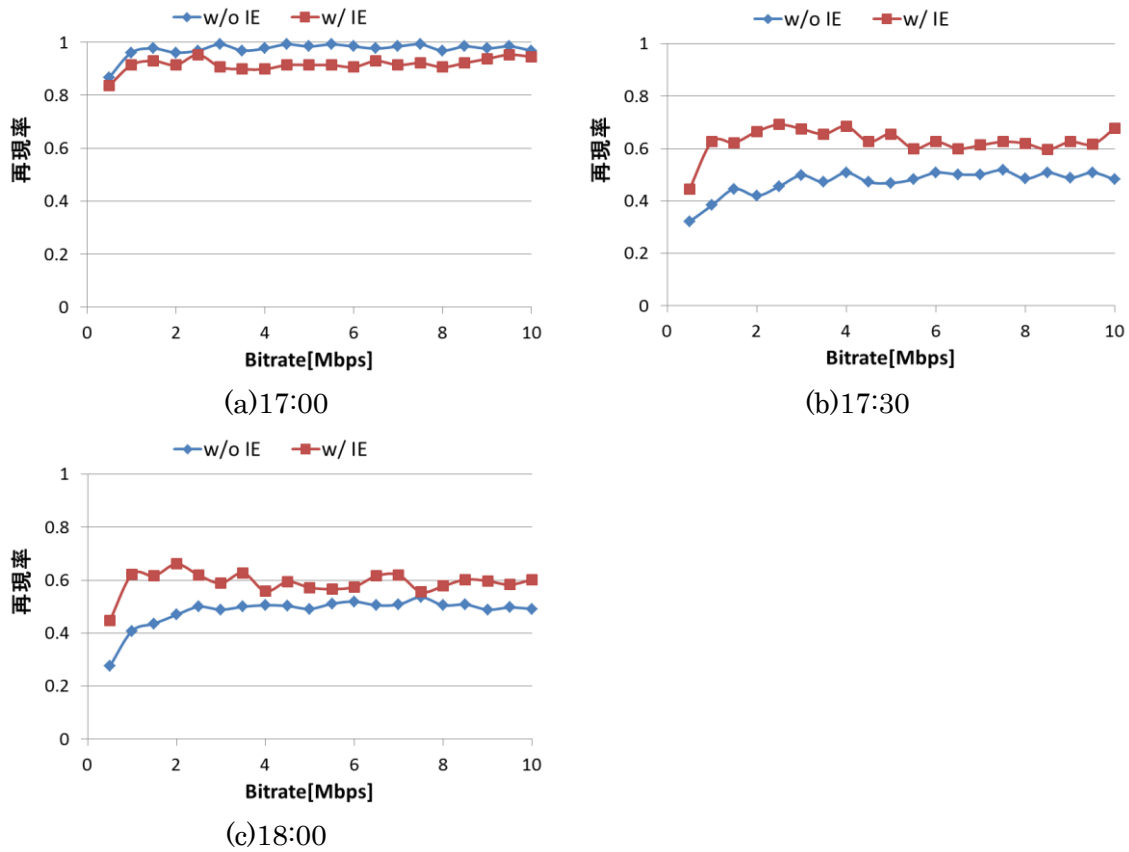 w/o IE w/ IE
1
0.8
0.6
0.4
0.2
0
再現率
0 2 4 6 8 10
Bitrate[Mbps]
(a)17:00
w/o IE w/ IE
1
0.8
0.6
0.4
0.2
0
再現率
0 2 4 6 8 10
Bitrate[Mbps]
(b)17:30
w/o IE w/ IE
1
0.8
0.6
0.4
0.2
0
再現率
0 2 4 6 8 10
Bitrate[Mbps]
(c)18:00